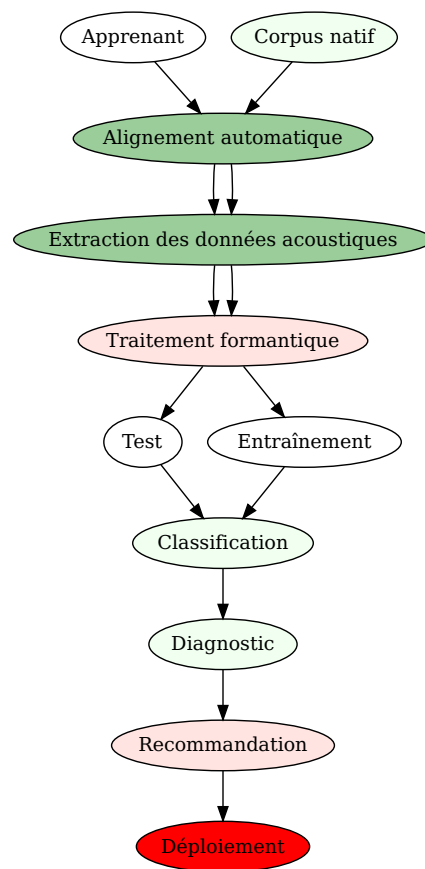 Apprenant
Corpus natif
Alignement automatique
Extraction des données acoustiques
Traitement formantique
Test
Entraînement
Classification
Diagnostic
Recommandation
Déploiement